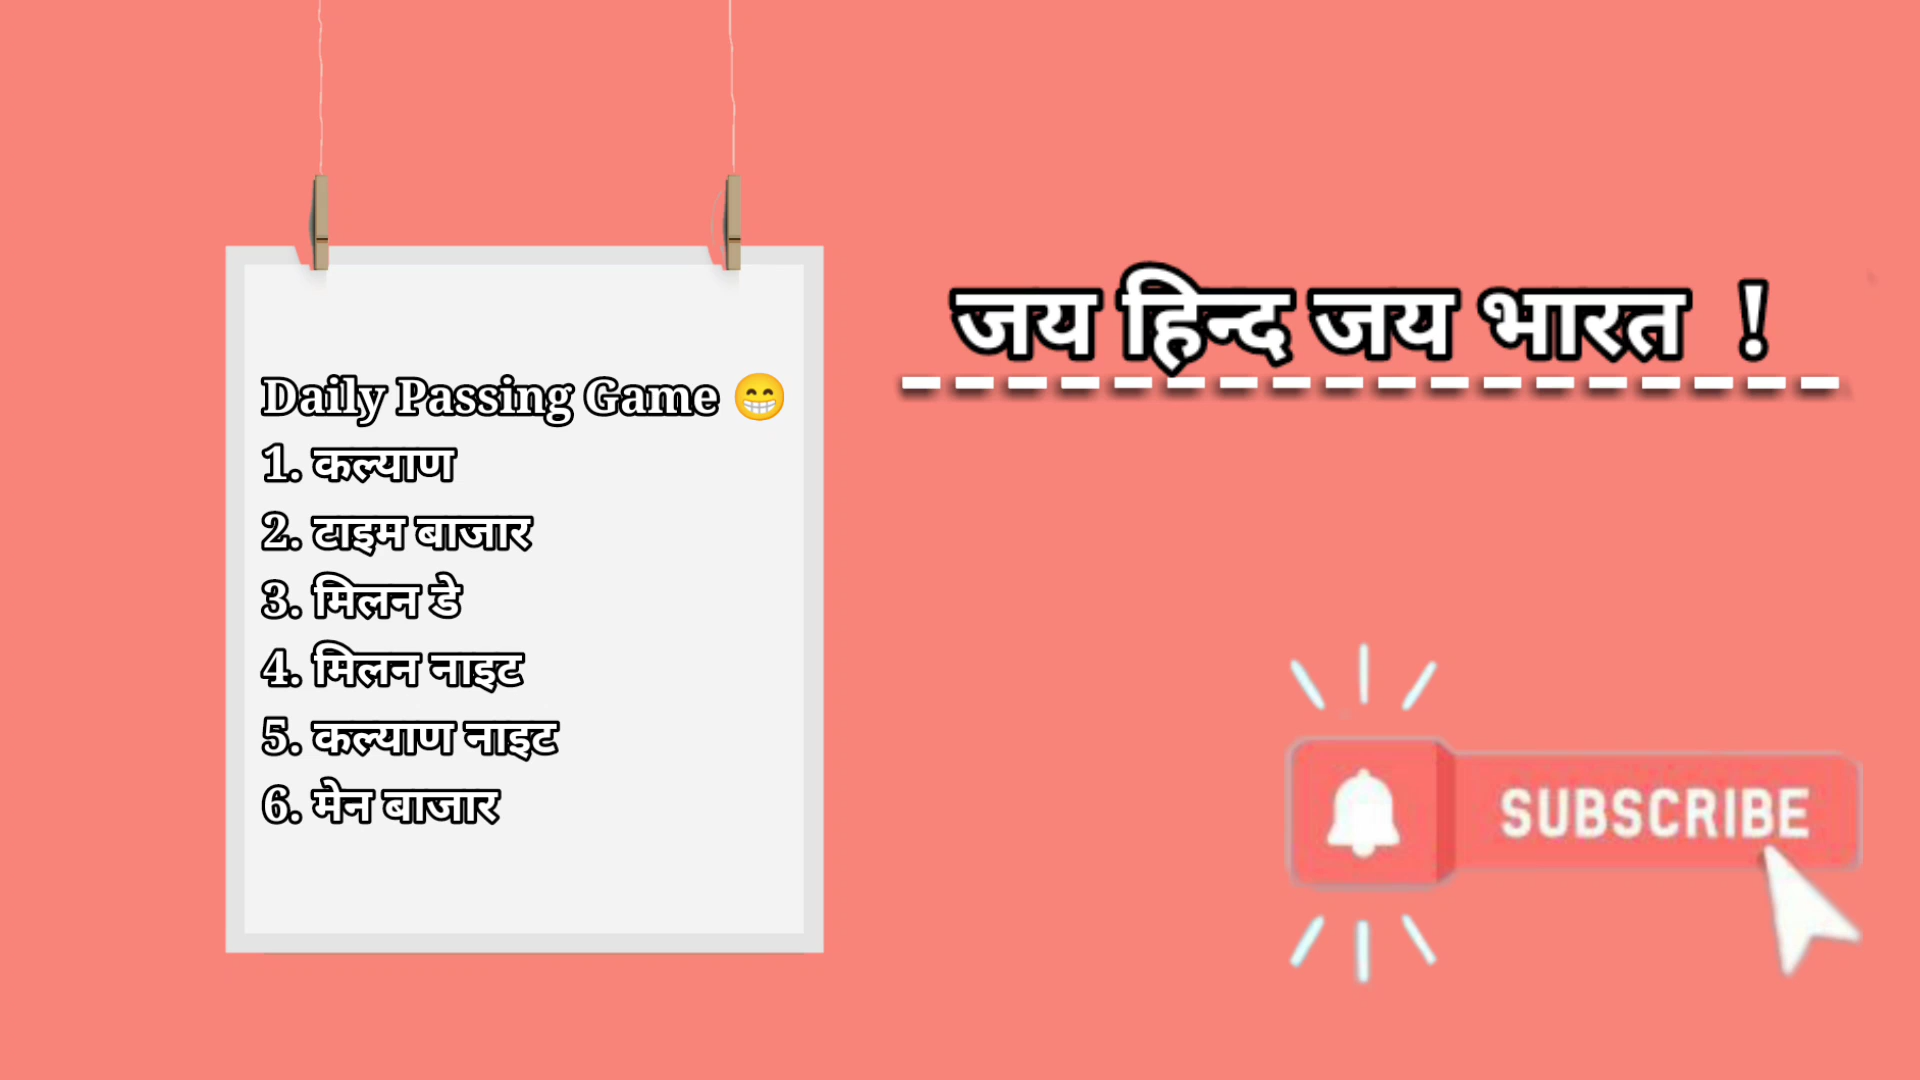 Daily Passing Game 😁
1. कल्याण
2. टाइम बाजार
3. मिलन डे
4. मिलन नाइट
5. कल्याण नाइट
6. मेन बाजार
जय हिन्द जय भारत !
SUBSCRIBE